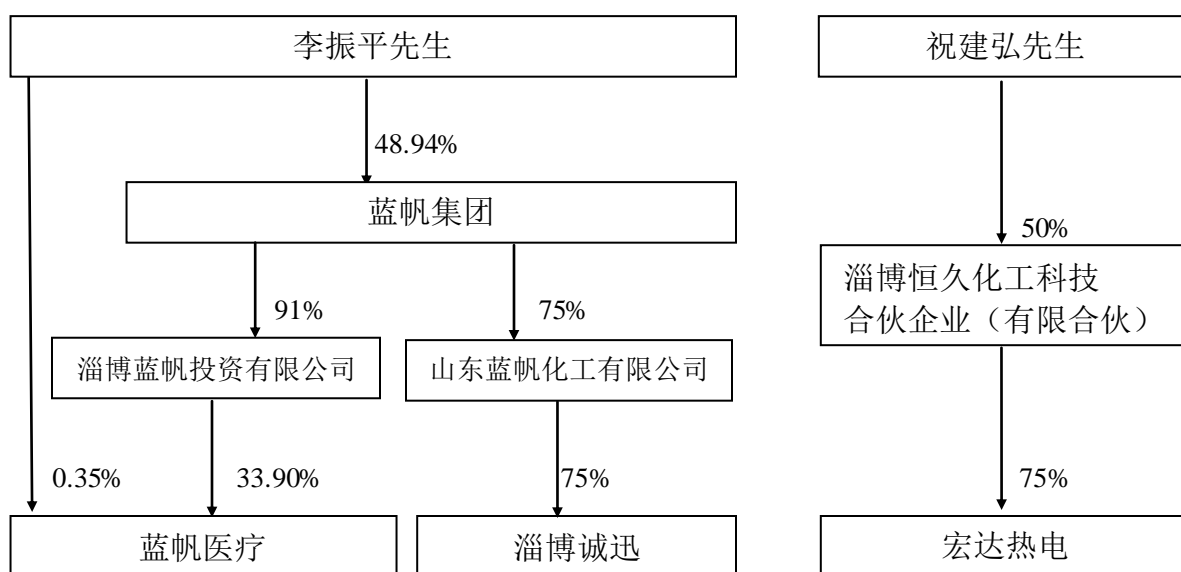 李振平先生
祝建弘先生
48.94%
蓝帆集团
50%
淄博恒久化工科技
合伙企业（有限合伙）
91%
75%
淄博蓝帆投资有限公司
山东蓝帆化工有限公司
0.35%
33.90%
75%
75%
蓝帆医疗
淄博诚迅
宏达热电